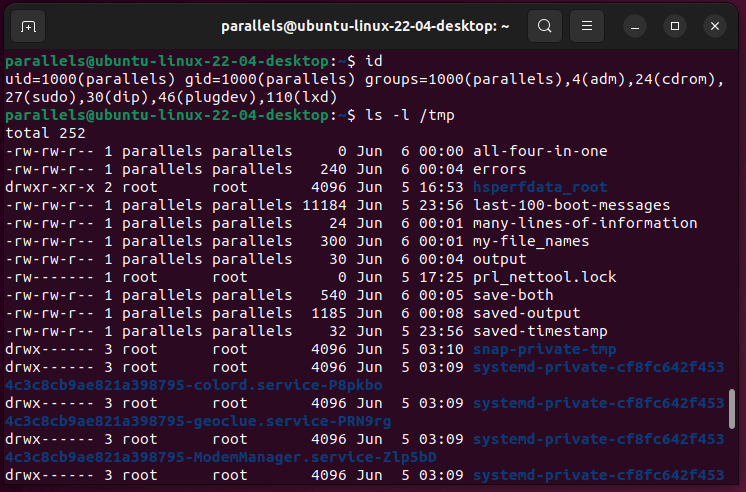 parallels@ubuntu-linux-22-04-desktop: ~
parallels@ubuntu-linux-22-04-desktop:~$ id
uid=1000(parallels) gid=1000(parallels) groups=1000(parallels),4(adm),24(cdrom),
27(sudo),30(dip),46(plugdev),110(lxd)
parallels@ubuntu-linux-22-04-desktop:~$ ls -l /tmp
total 252
-rw-rw-r-- 1 parallels parallels     0 Jun  6 00:00 all-four-in-one
-rw-rw-r-- 1 parallels parallels   240 Jun  6 00:04 errors
drwxr-xr-x 2 root      root       4096 Jun  5 16:53 hsperfdata_root
-rw-rw-r-- 1 parallels parallels 11184 Jun  5 23:56 last-100-boot-messages
-rw-rw-r-- 1 parallels parallels    24 Jun  6 00:01 many-lines-of-information
-rw-rw-r-- 1 parallels parallels   300 Jun  6 00:01 my-file_names
-rw-rw-r-- 1 parallels parallels    30 Jun  6 00:04 output
-rw------- 1 root      root          0 Jun  5 17:25 prl_nettool.lock
-rw-rw-r-- 1 parallels parallels   540 Jun  6 00:05 save-both
-rw-rw-r-- 1 parallels parallels  1185 Jun  6 00:08 saved-output
-rw-rw-r-- 1 parallels parallels    32 Jun  5 23:56 saved-timestamp
drwx------ 3 root      root       4096 Jun  5 03:10 snap-private-tmp
drwx------ 3 root      root       4096 Jun  5 03:09 systemd-private-cf8fc642f453
4c3c8cb9ae821a398795-colord.service-P8pkbo
drwx------ 3 root      root       4096 Jun  5 03:09 systemd-private-cf8fc642f453
4c3c8cb9ae821a398795-geoclue.service-PRN9rg
drwx------ 3 root      root       4096 Jun  5 03:09 systemd-private-cf8fc642f453
4c3c8cb9ae821a398795-ModemManager.service-Zlp5bD
drwx------ 3 root      root       4096 Jun  5 03:09 systemd-private-cf8fc642f453